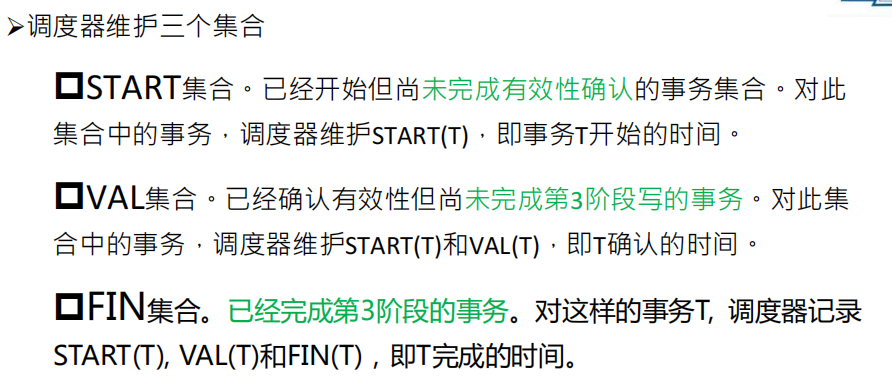 ➢调度器维护三个集合
❑START集合。已经开始但尚未完成有效性确认的事务集合。对此
集合中的事务，调度器维护START(T)，即事务T开始的时间。
❑VAL集合。已经确认有效性但尚未完成第3阶段写的事务。对此集
合中的事务，调度器维护START(T)和VAL(T)，即T确认的时间。
❑FIN集合。已经完成第3阶段的事务。对这样的事务T, 调度器记录
START(T), VAL(T)和FIN(T)，即T完成的时间。